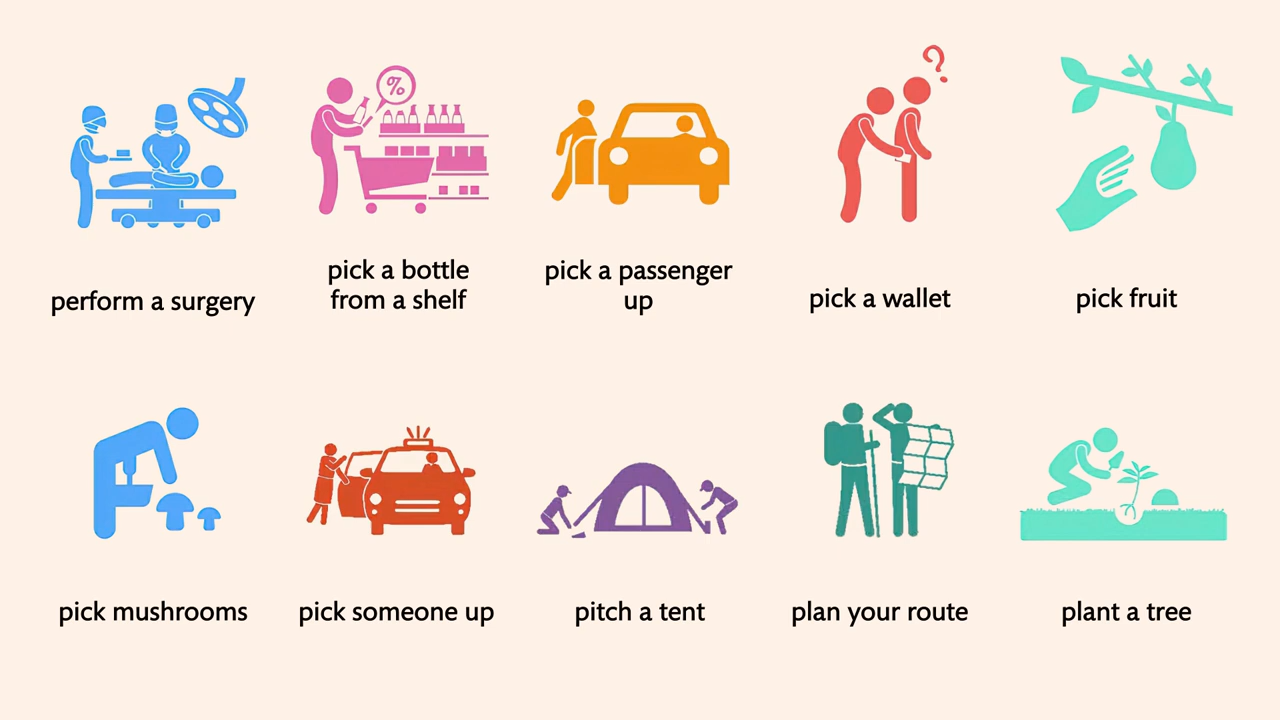 %
?
perform a surgery
pick a bottle
from a shelf
pick a passenger
up
pick a wallet
pick fruit
pick mushrooms
pick someone up
pitch a tent
plan your route
plant a tree